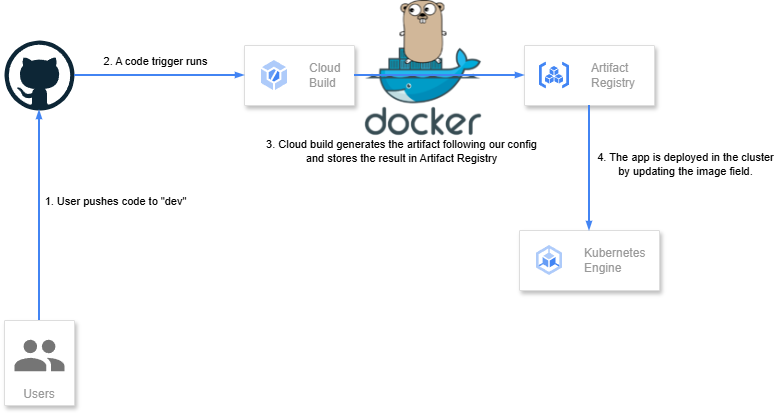 2. A code trigger runs
Cloud
Build
docker
Artifact
Registry
3. Cloud build generates the artifact following our config
and stores the result in Artifact Registry
4. The app is deployed in the cluster
by updating the image field.
1. User pushes code to "dev"
Kubernetes
Engine
Users